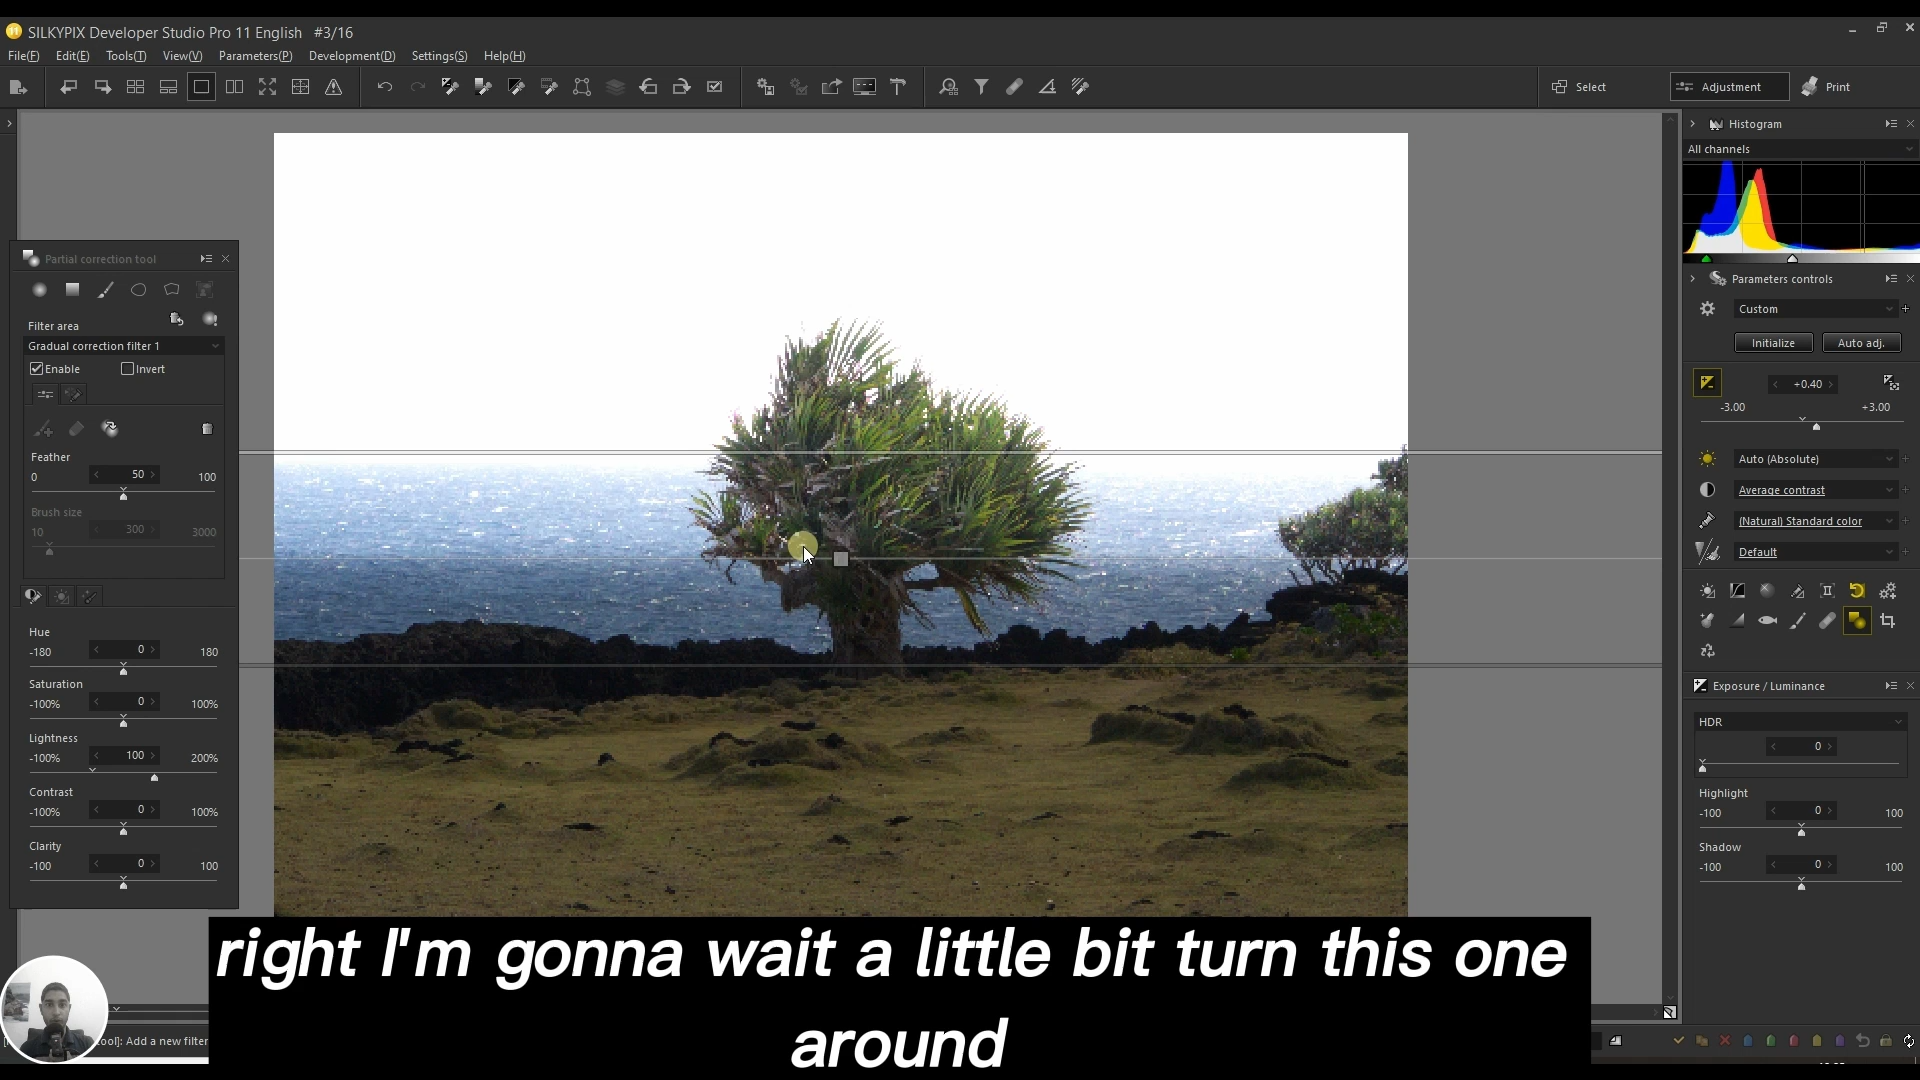 SILKYPIX Developer Studio Pro 11 English #3/16
File(F) Edit(E) Tools(T) View(V) Parameters(P) Development(D) Settings(S) Help(H)
Select Adjustment Print
Histogram
All channels
Partial correction tool
Filter area
Gradual correction filter 1
Enable Invert
Feather
50
0 100
Brush size
300
10 3000
Hue
0
-180 180
Saturation
0
-100% 100%
Lightness
100
-100% 200%
Contrast
0
-100% 100%
Clarity
0
-100 100
Parameters controls
Custom
Initialize Auto adj.
+0.40
-3.00 +3.00
Auto (Absolute)
Average contrast
(Natural) Standard color
Default
Exposure / Luminance
HDR
0
Highlight
0
-100 100
Shadow
0
-100 100
right I'm gonna wait a little bit turn this one
around
ool]: Add a new filter